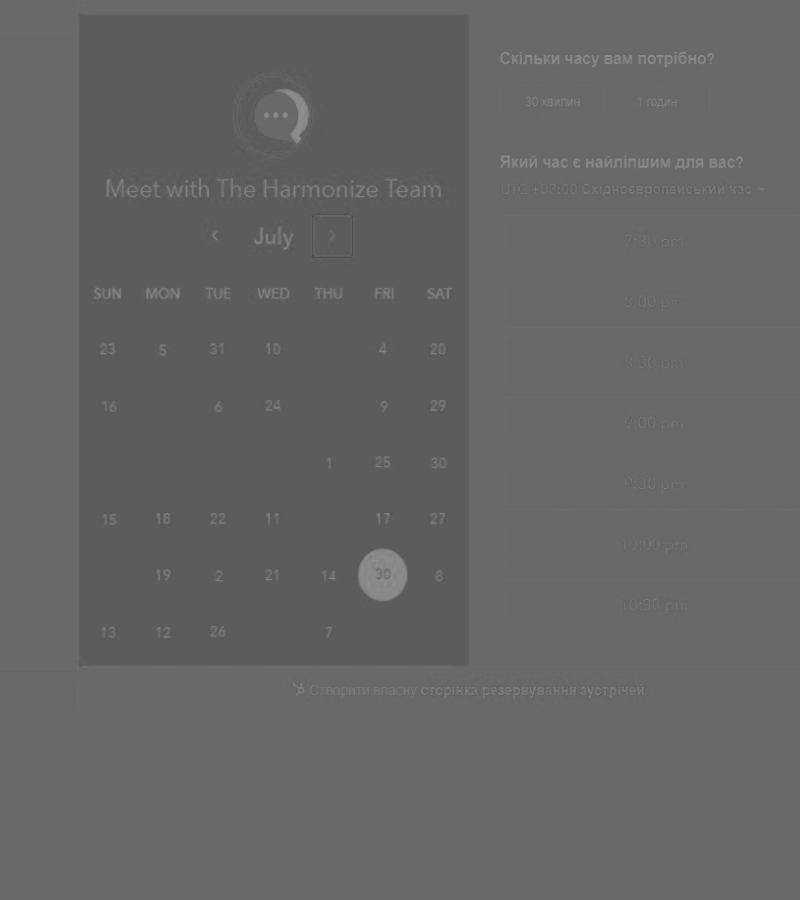 Meet with The Harmonize Team
July
SUN MON TUE WED THU FRI SAT
23 5 31 10 4 20
16 6 24 9 29
1 25 30
15 18 22 11 17 27
19 2 21 14 30 8
13 12 26 7
Скільки часу вам потрібно?
30 хвилин 1 годин
Який час є найліпшим для вас?
UTC +03:00 Східноєвропейський час
7:30 pm
8:00 pm
8:30 pm
9:00 pm
9:30 pm
10:00 pm
10:30 pm
Створити власну сторінка резервування зустрічей